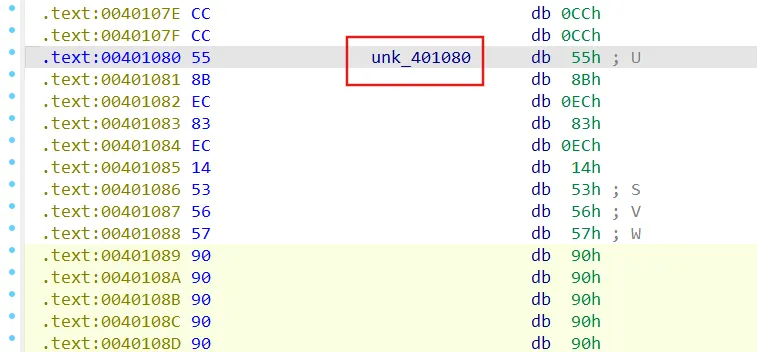 .text:0040107E CC db 0CCh
.text:0040107F CC db 0CCh
.text:00401080 55 unk_401080 db 55h ; U
.text:00401081 8B db 8Bh
.text:00401082 EC db 0ECh
.text:00401083 83 db 83h
.text:00401084 EC db 0ECh
.text:00401085 14 db 14h
.text:00401086 53 db 53h ; S
.text:00401087 56 db 56h ; V
.text:00401088 57 db 57h ; W
.text:00401089 90 db 90h
.text:0040108A 90 db 90h
.text:0040108B 90 db 90h
.text:0040108C 90 db 90h
.text:0040108D 90 db 90h